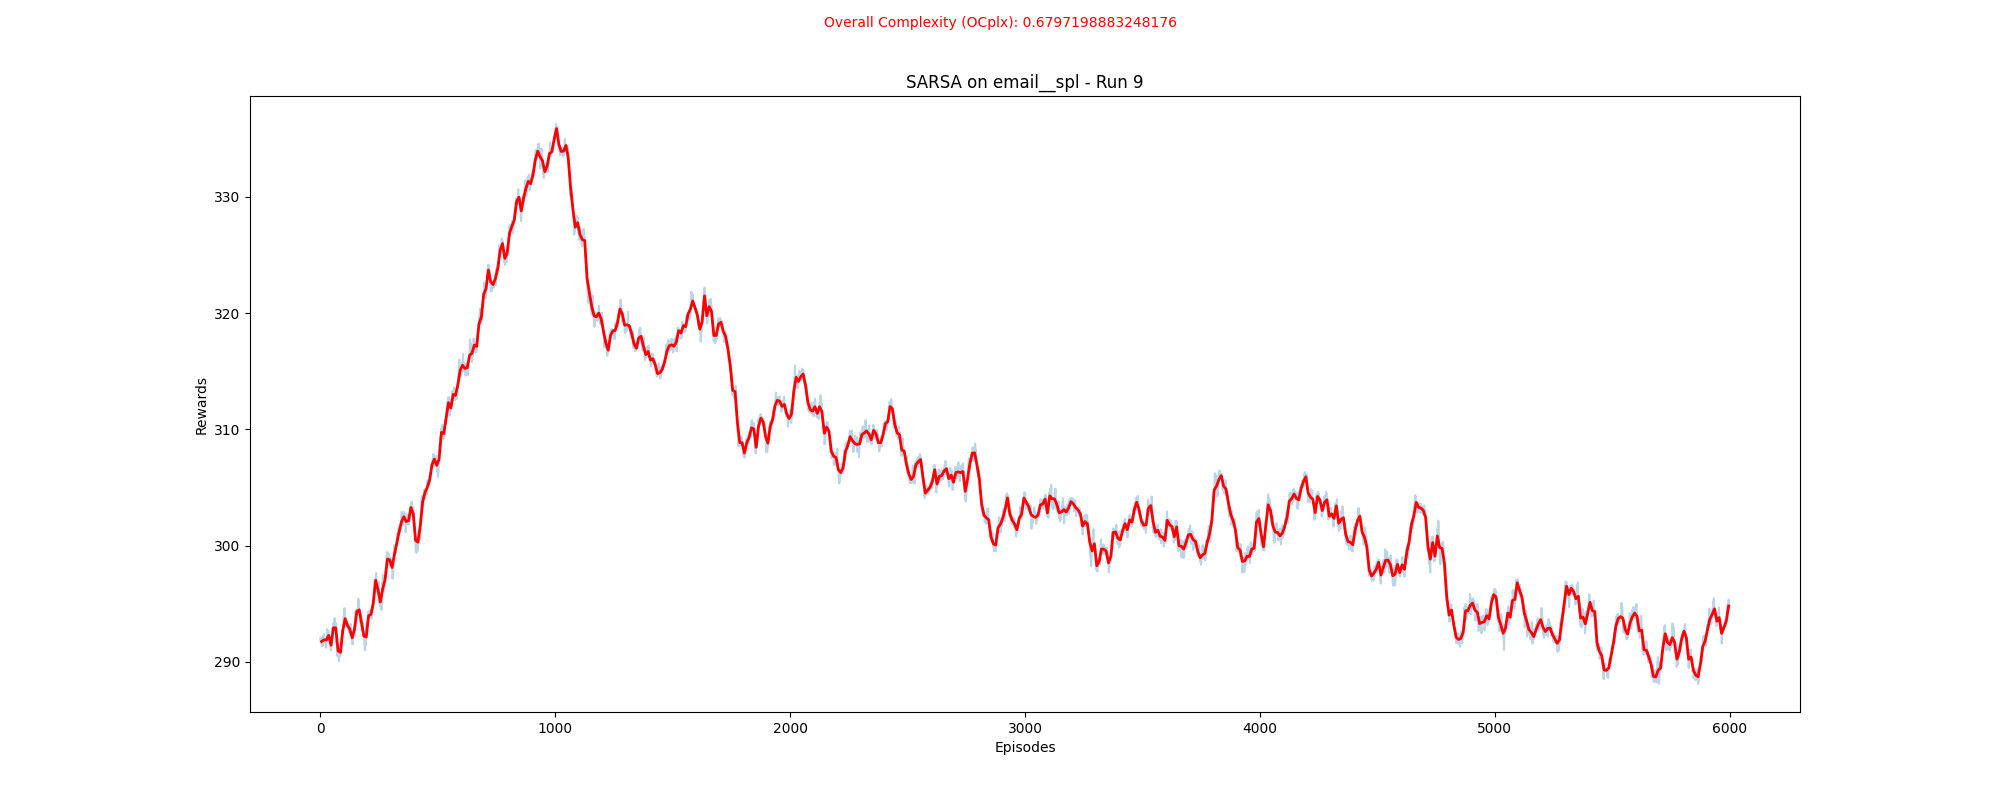 Overall Complexity (OCplx): 0.6797198883248176
SARSA on email__spl - Run 9
Rewards
330
320
310
300
290
0 1000 2000 3000 4000 5000 6000
Episodes